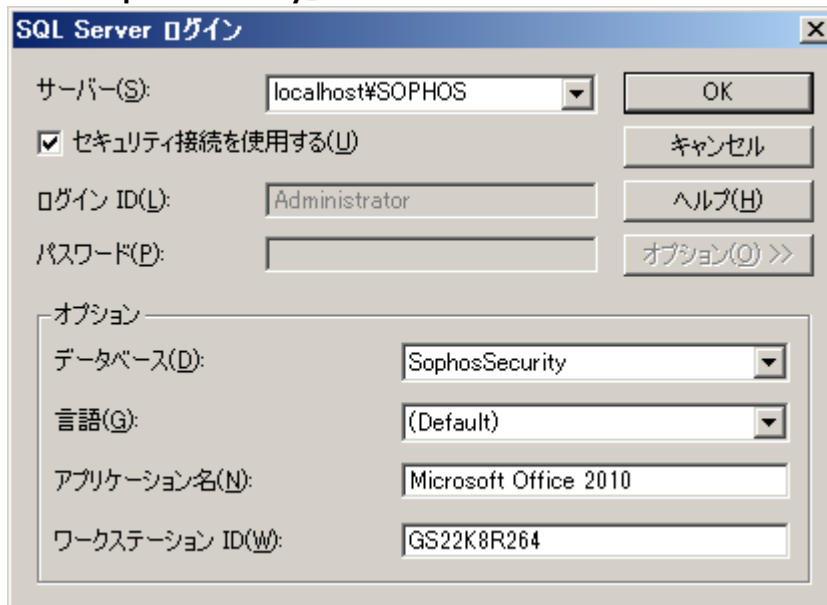 SQL Server ログイン
サーバー(S):
localhost¥SOPHOS
OK
セキュリティ接続を使用する(U)
キャンセル
ログイン ID(L):
Administrator
ヘルプ(H)
パスワード(P):
オプション(O) >>
オプション
データベース(D):
SophosSecurity
言語(G):
(Default)
アプリケーション名(N):
Microsoft Office 2010
ワークステーション ID(W):
GS22K8R264